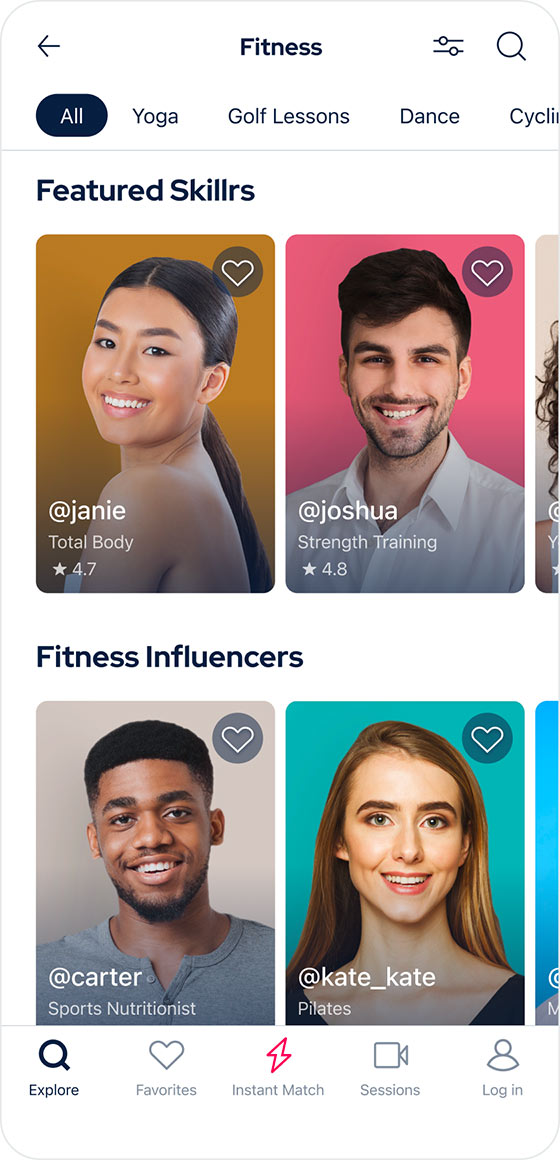 Fitness
All Yoga Golf Lessons Dance Cyclin
Featured Skillrs
@janie
Total Body
★ 4.7
@joshua
Strength Training
★ 4.8
Fitness Influencers
@carter
Sports Nutritionist
@kate_kate
Pilates
Explore Favorites Instant Match Sessions Log in